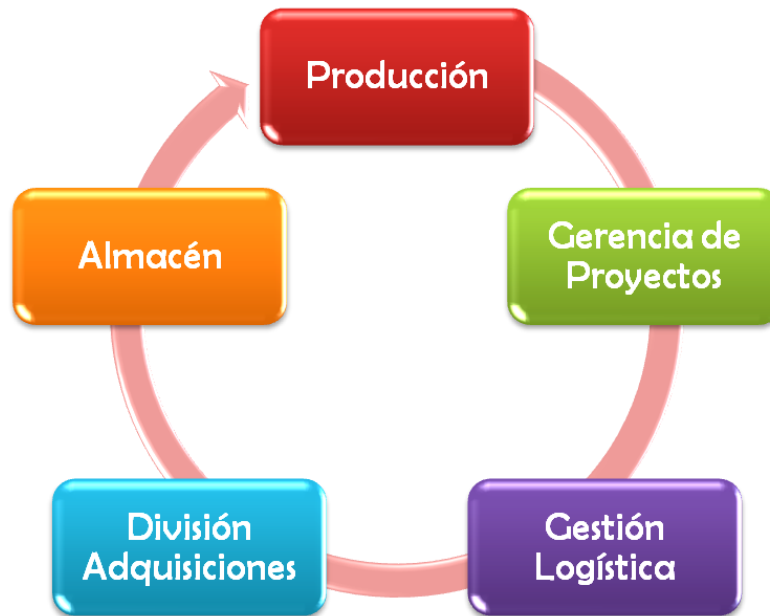 Producción
Gerencia de
Proyectos
Gestión
Logística
División
Adquisiciones
Almacén